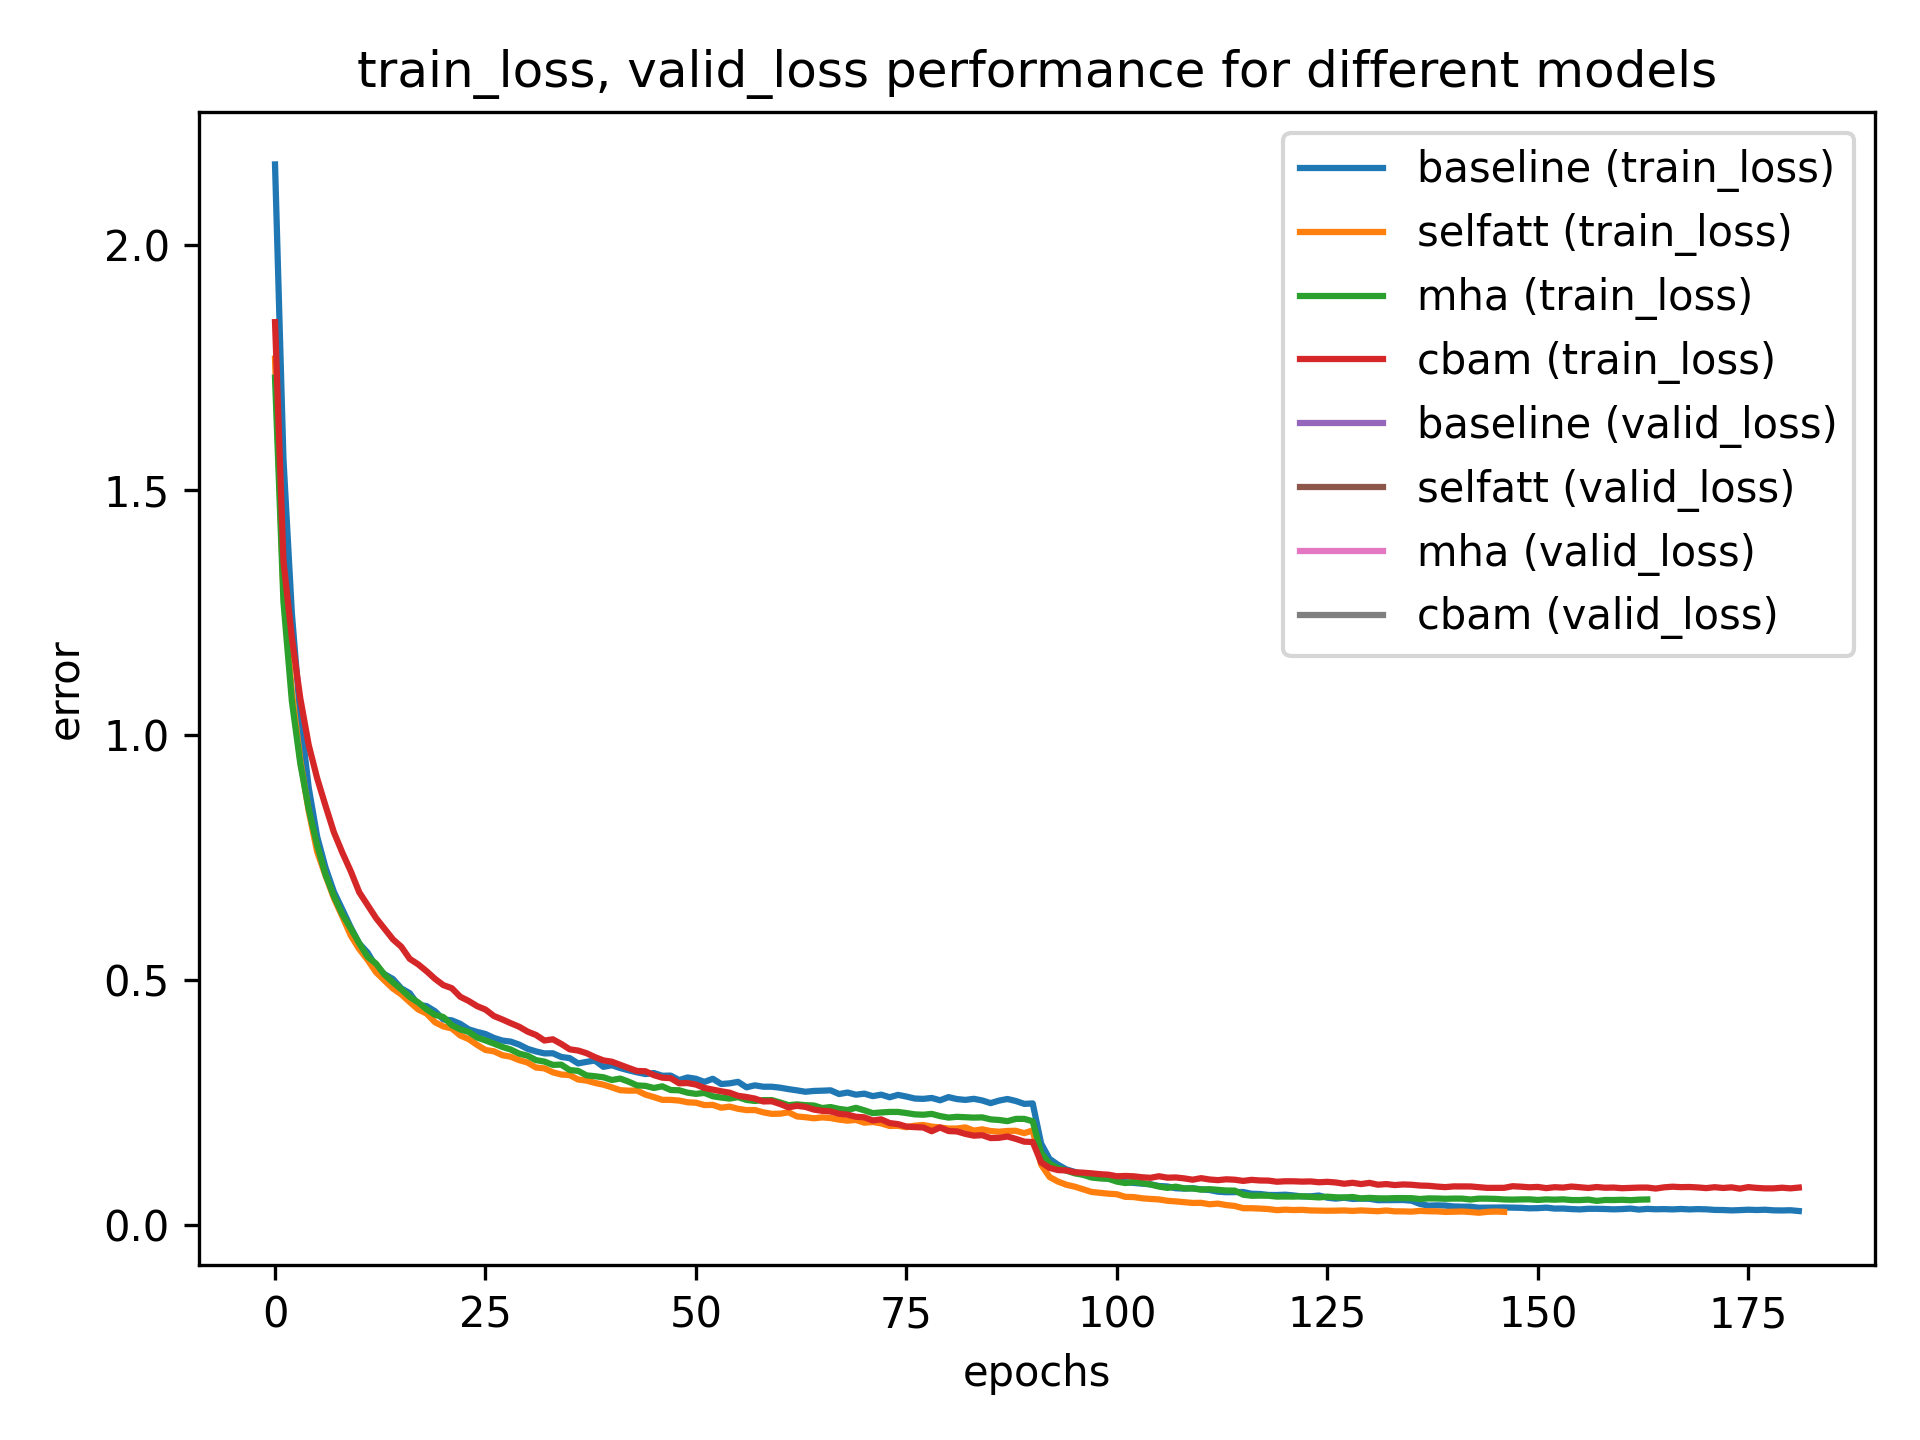 train_loss, valid_loss performance for different models
baseline (train_loss)
selfatt (train_loss)
mha (train_loss)
cbam (train_loss)
baseline (valid_loss)
selfatt (valid_loss)
mha (valid_loss)
cbam (valid_loss)
error
2.0
1.5
1.0
0.5
0.0
0 25 50 75 100 125 150 175
epochs